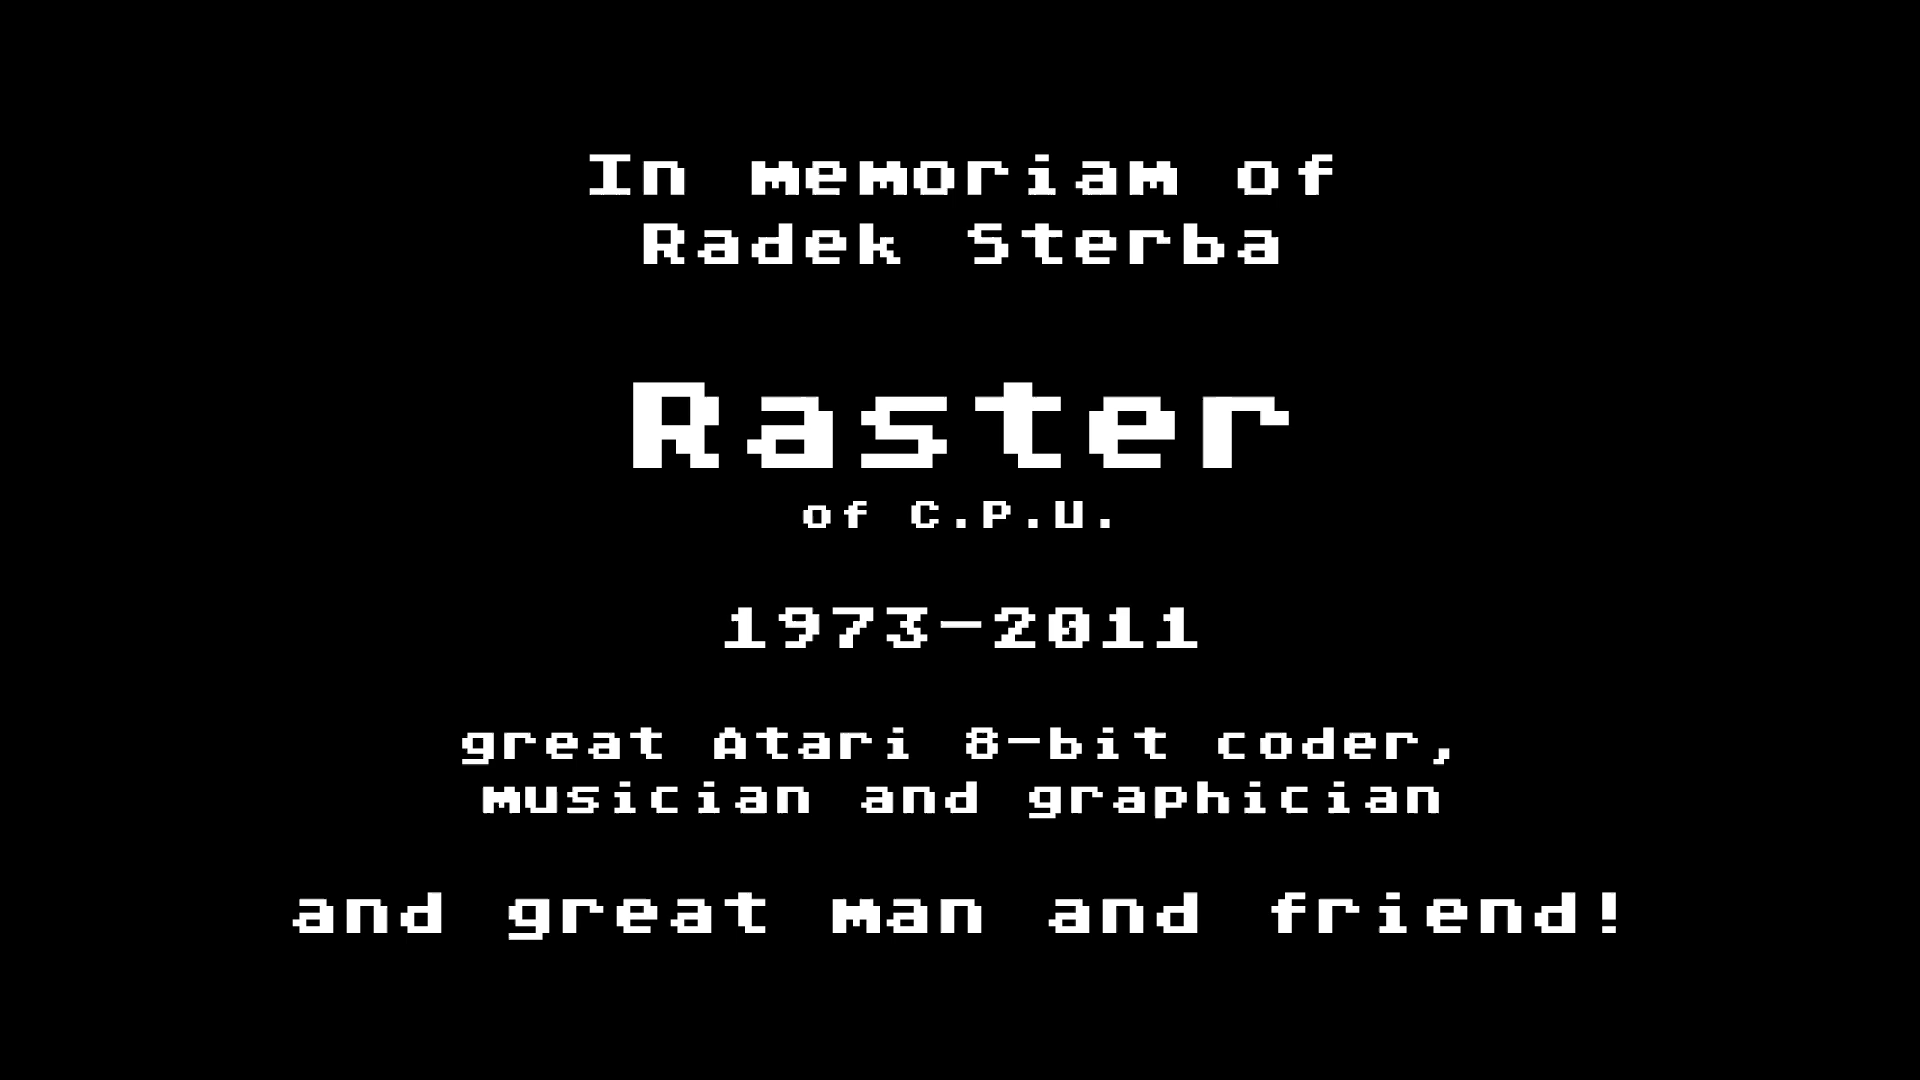 In memoriam of
Radek Sterba
Raster
of C.P.U.
1973-2011
great Atari 8-bit coder,
musician and graphician
and great man and friend!